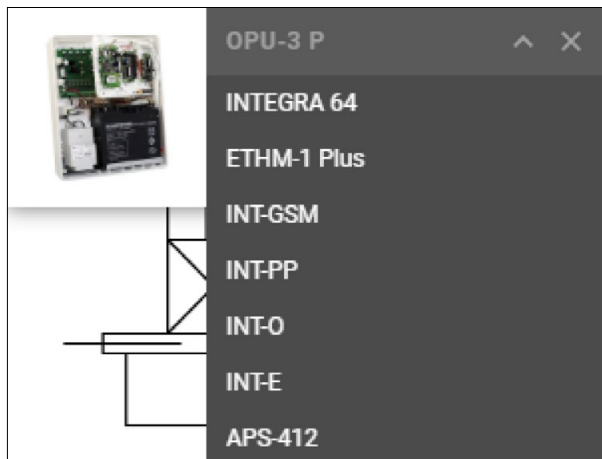 OPU-3 P
INTEGRA 64
ETHM-1 Plus
INT-GSM
INT-PP
INT-O
INT-E
APS-412